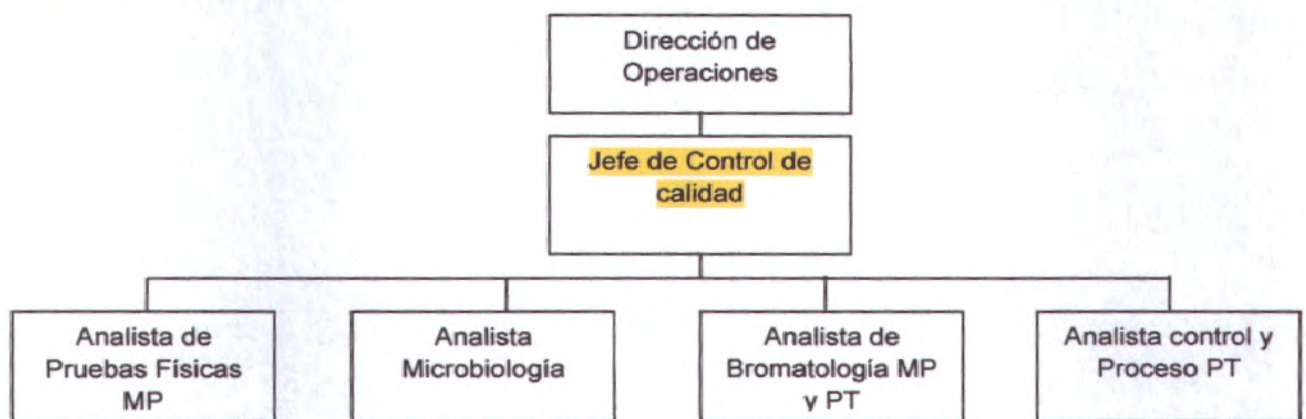 Dirección de
Operaciones
Jefe de Control de
calidad
Analista de
Pruebas Físicas
MP
Analista
Microbiología
Analista de
Bromatología MP
y PT
Analista control y
Proceso PT